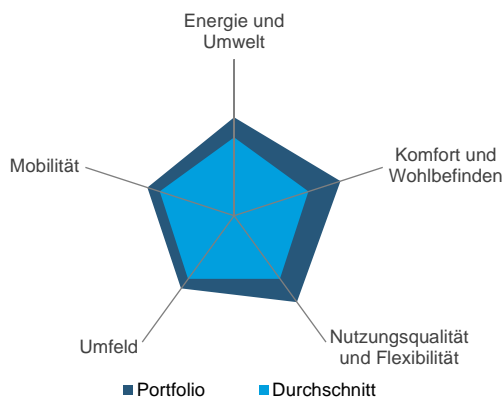 Energie und
Umwelt
Mobilität
Komfort und
Wohlbefinden
Umfeld
Nutzungsqualität
und Flexibilität
Portfolio
Durchschnitt